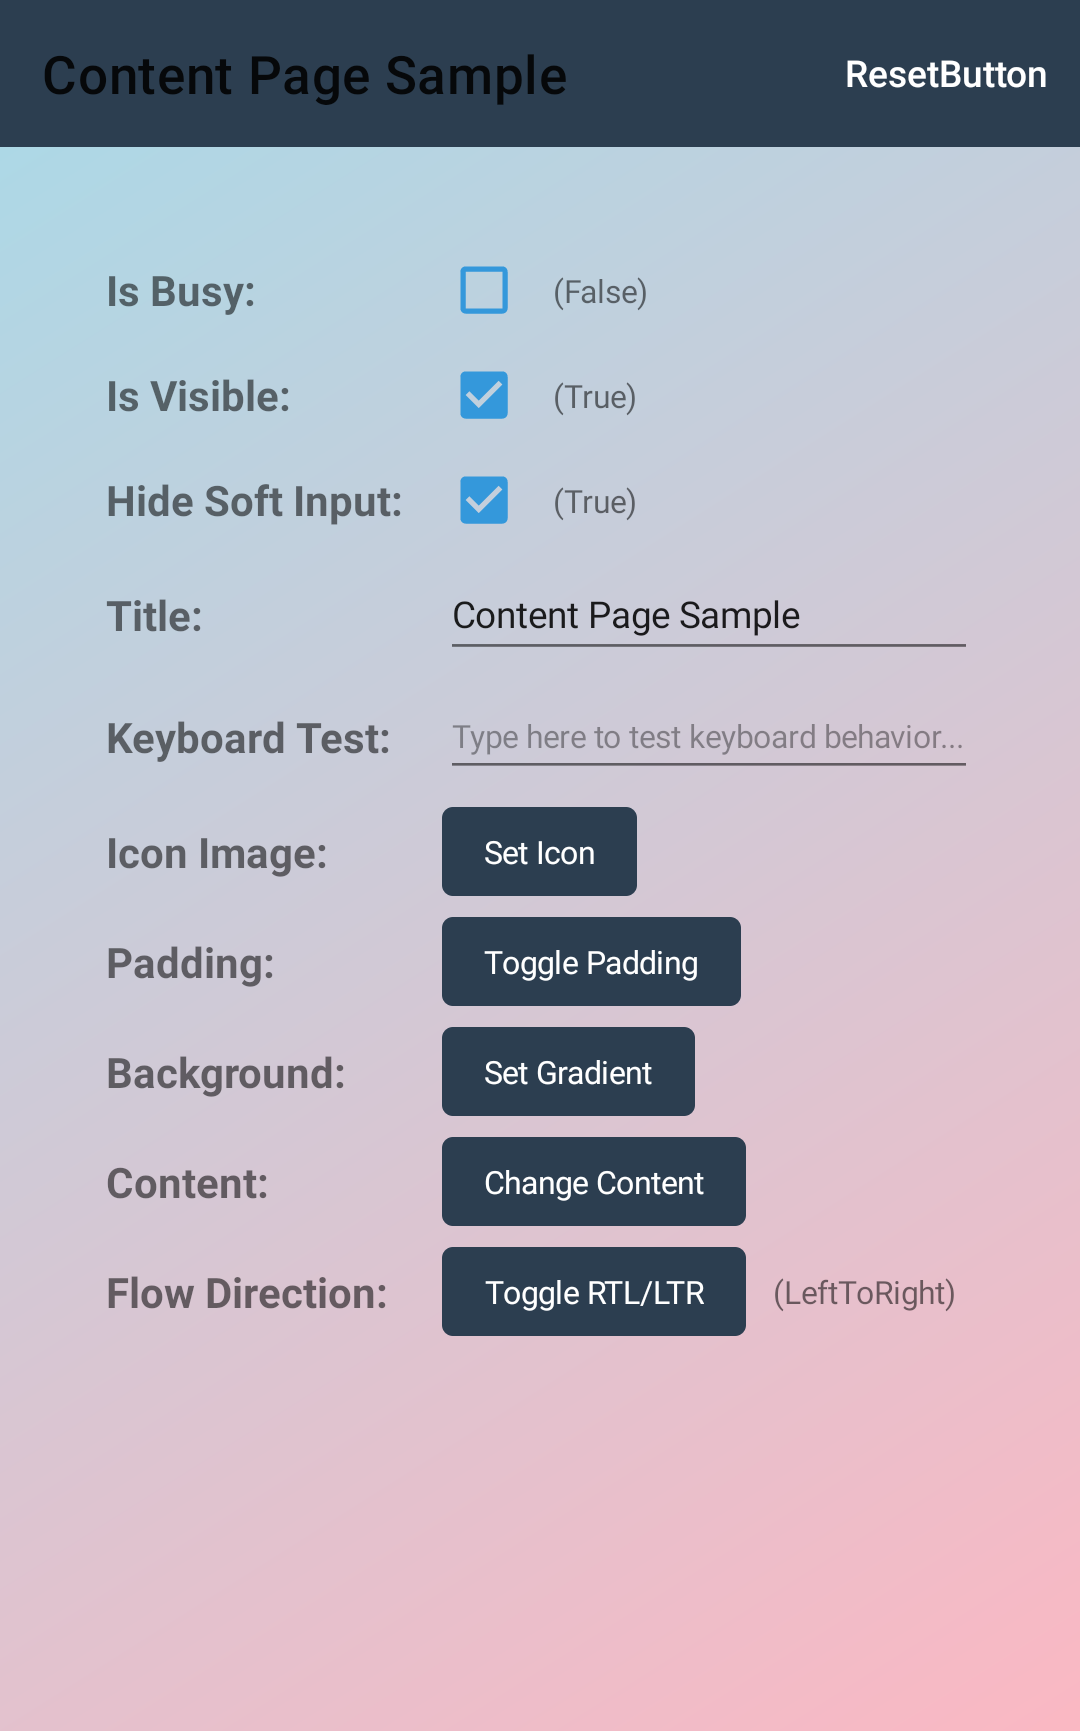 Content Page Sample ResetButton
Is Busy: (False)
Is Visible: (True)
Hide Soft Input: (True)
Title: Content Page Sample
Keyboard Test: Type here to test keyboard behavior...
Icon Image: Set Icon
Padding: Toggle Padding
Background: Set Gradient
Content: Change Content
Flow Direction: Toggle RTL/LTR (LeftToRight)